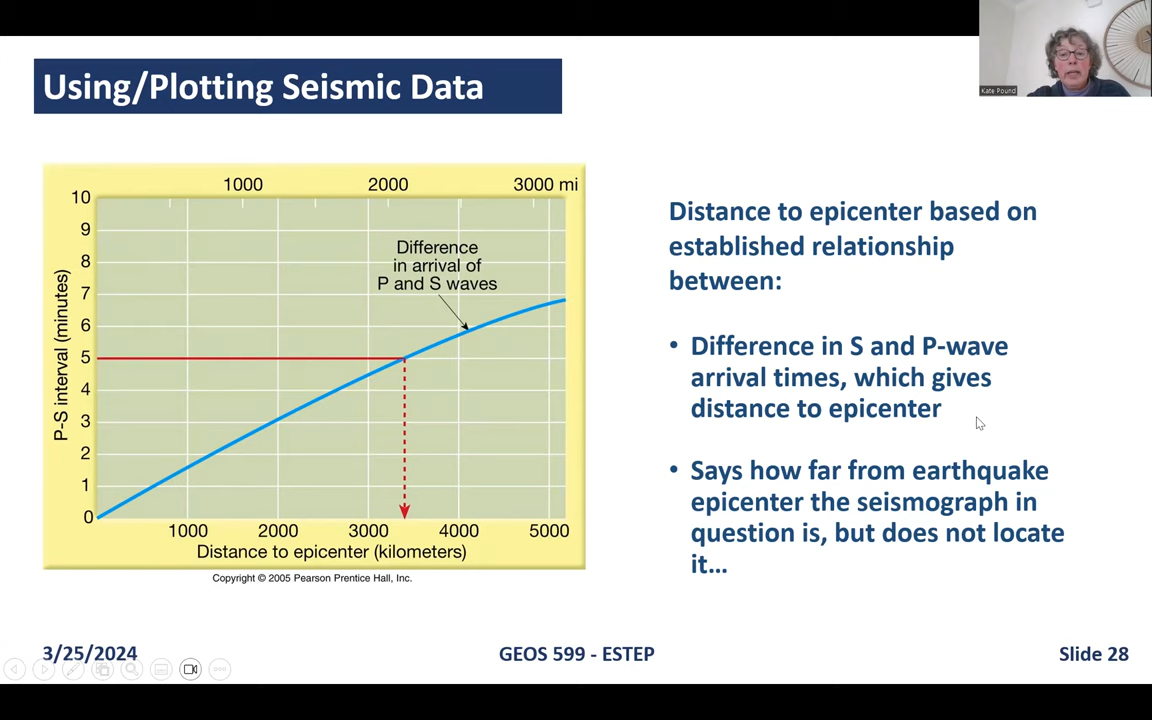 Kate Pound
Using/Plotting Seismic Data
1000 2000 3000 mi
10
9
8
7
6
5
4
3
2
1
0
P-S interval (minutes)
Difference
in arrival of
P and S waves
1000 2000 3000 4000 5000
Distance to epicenter (kilometers)
Copyright © 2005 Pearson Prentice Hall, Inc.
Distance to epicenter based on
established relationship
between:
• Difference in S and P-wave
arrival times, which gives
distance to epicenter
• Says how far from earthquake
epicenter the seismograph in
question is, but does not locate
it…
3/25/2024
GEOS 599 - ESTEP
Slide 28